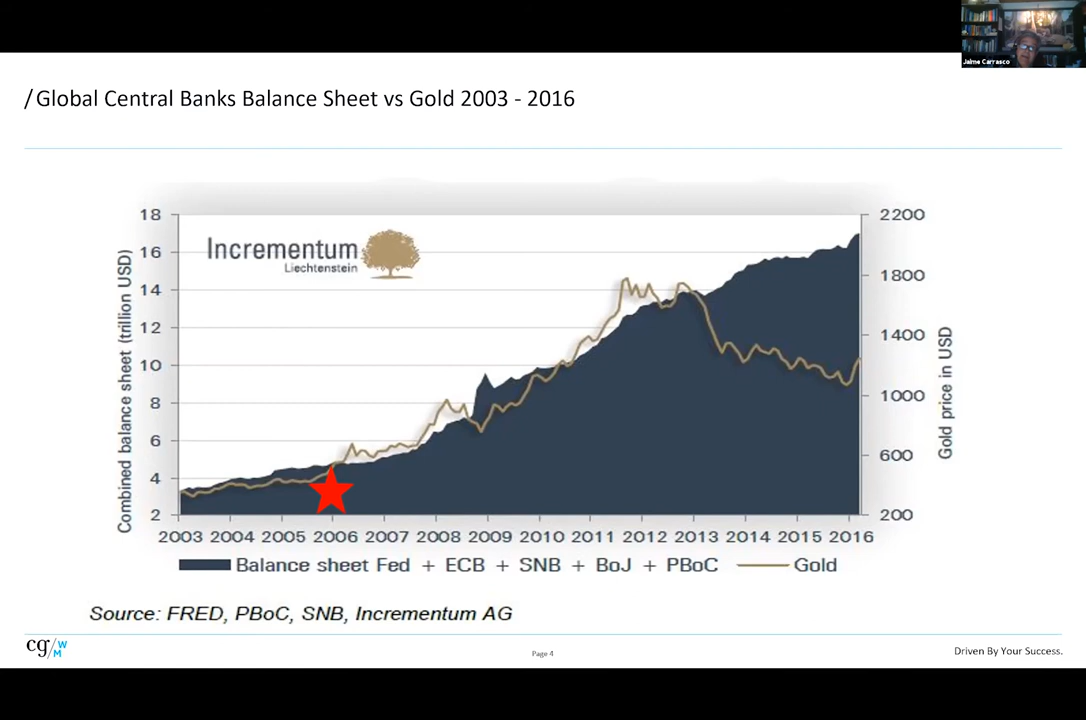 Jaime Carrasco
/Global Central Banks Balance Sheet vs Gold 2003 - 2016
Incrementum
Liechtenstein
Combined balance sheet (trillion USD)
18
16
14
12
10
8
6
4
2
2200
1800
1400
1000
600
200
Gold price in USD
2003 2004 2005 2006 2007 2008 2009 2010 2011 2012 2013 2014 2015 2016
Balance sheet Fed + ECB + SNB + BoJ + PBoC Gold
Source: FRED, PBoC, SNB, Incrementum AG
cg/WM
Page 4
Driven By Your Success.